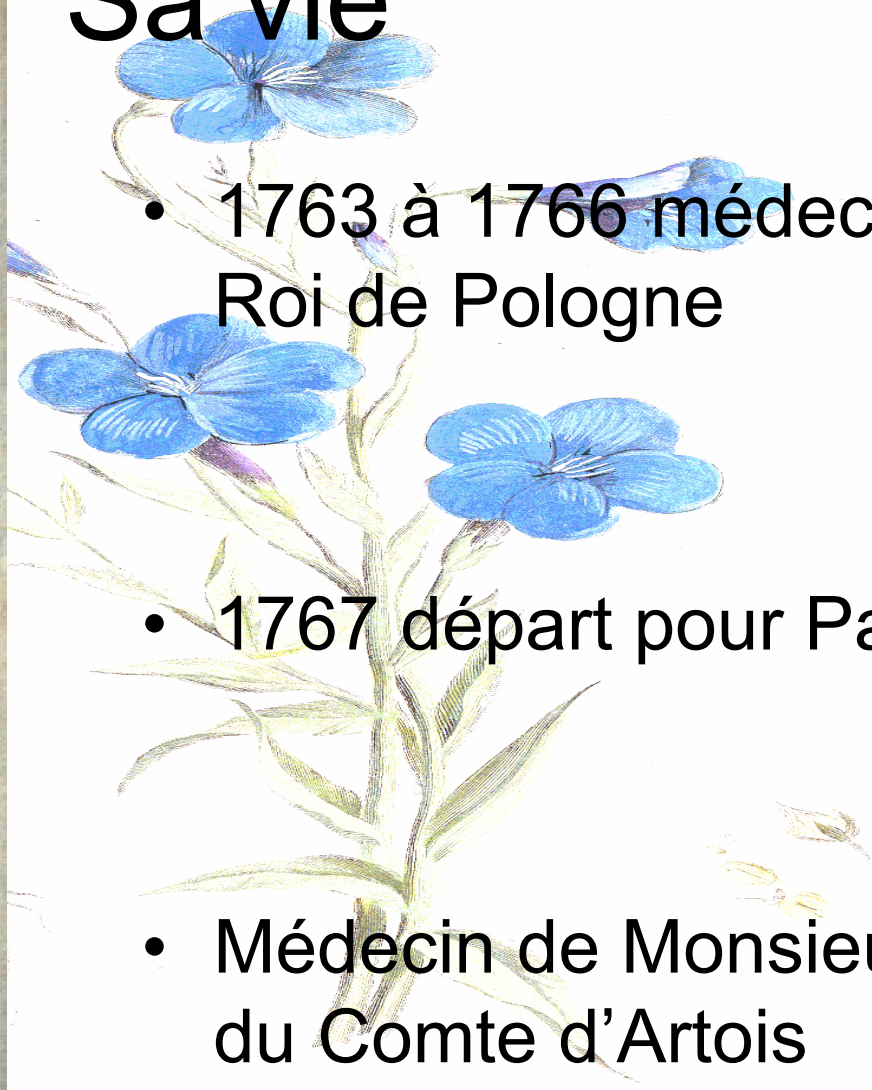 Sa vie
• 1763 à 1766 médec
Roi de Pologne
• 1767 départ pour Pa
• Médecin de Monsieu
du Comte d’Artois